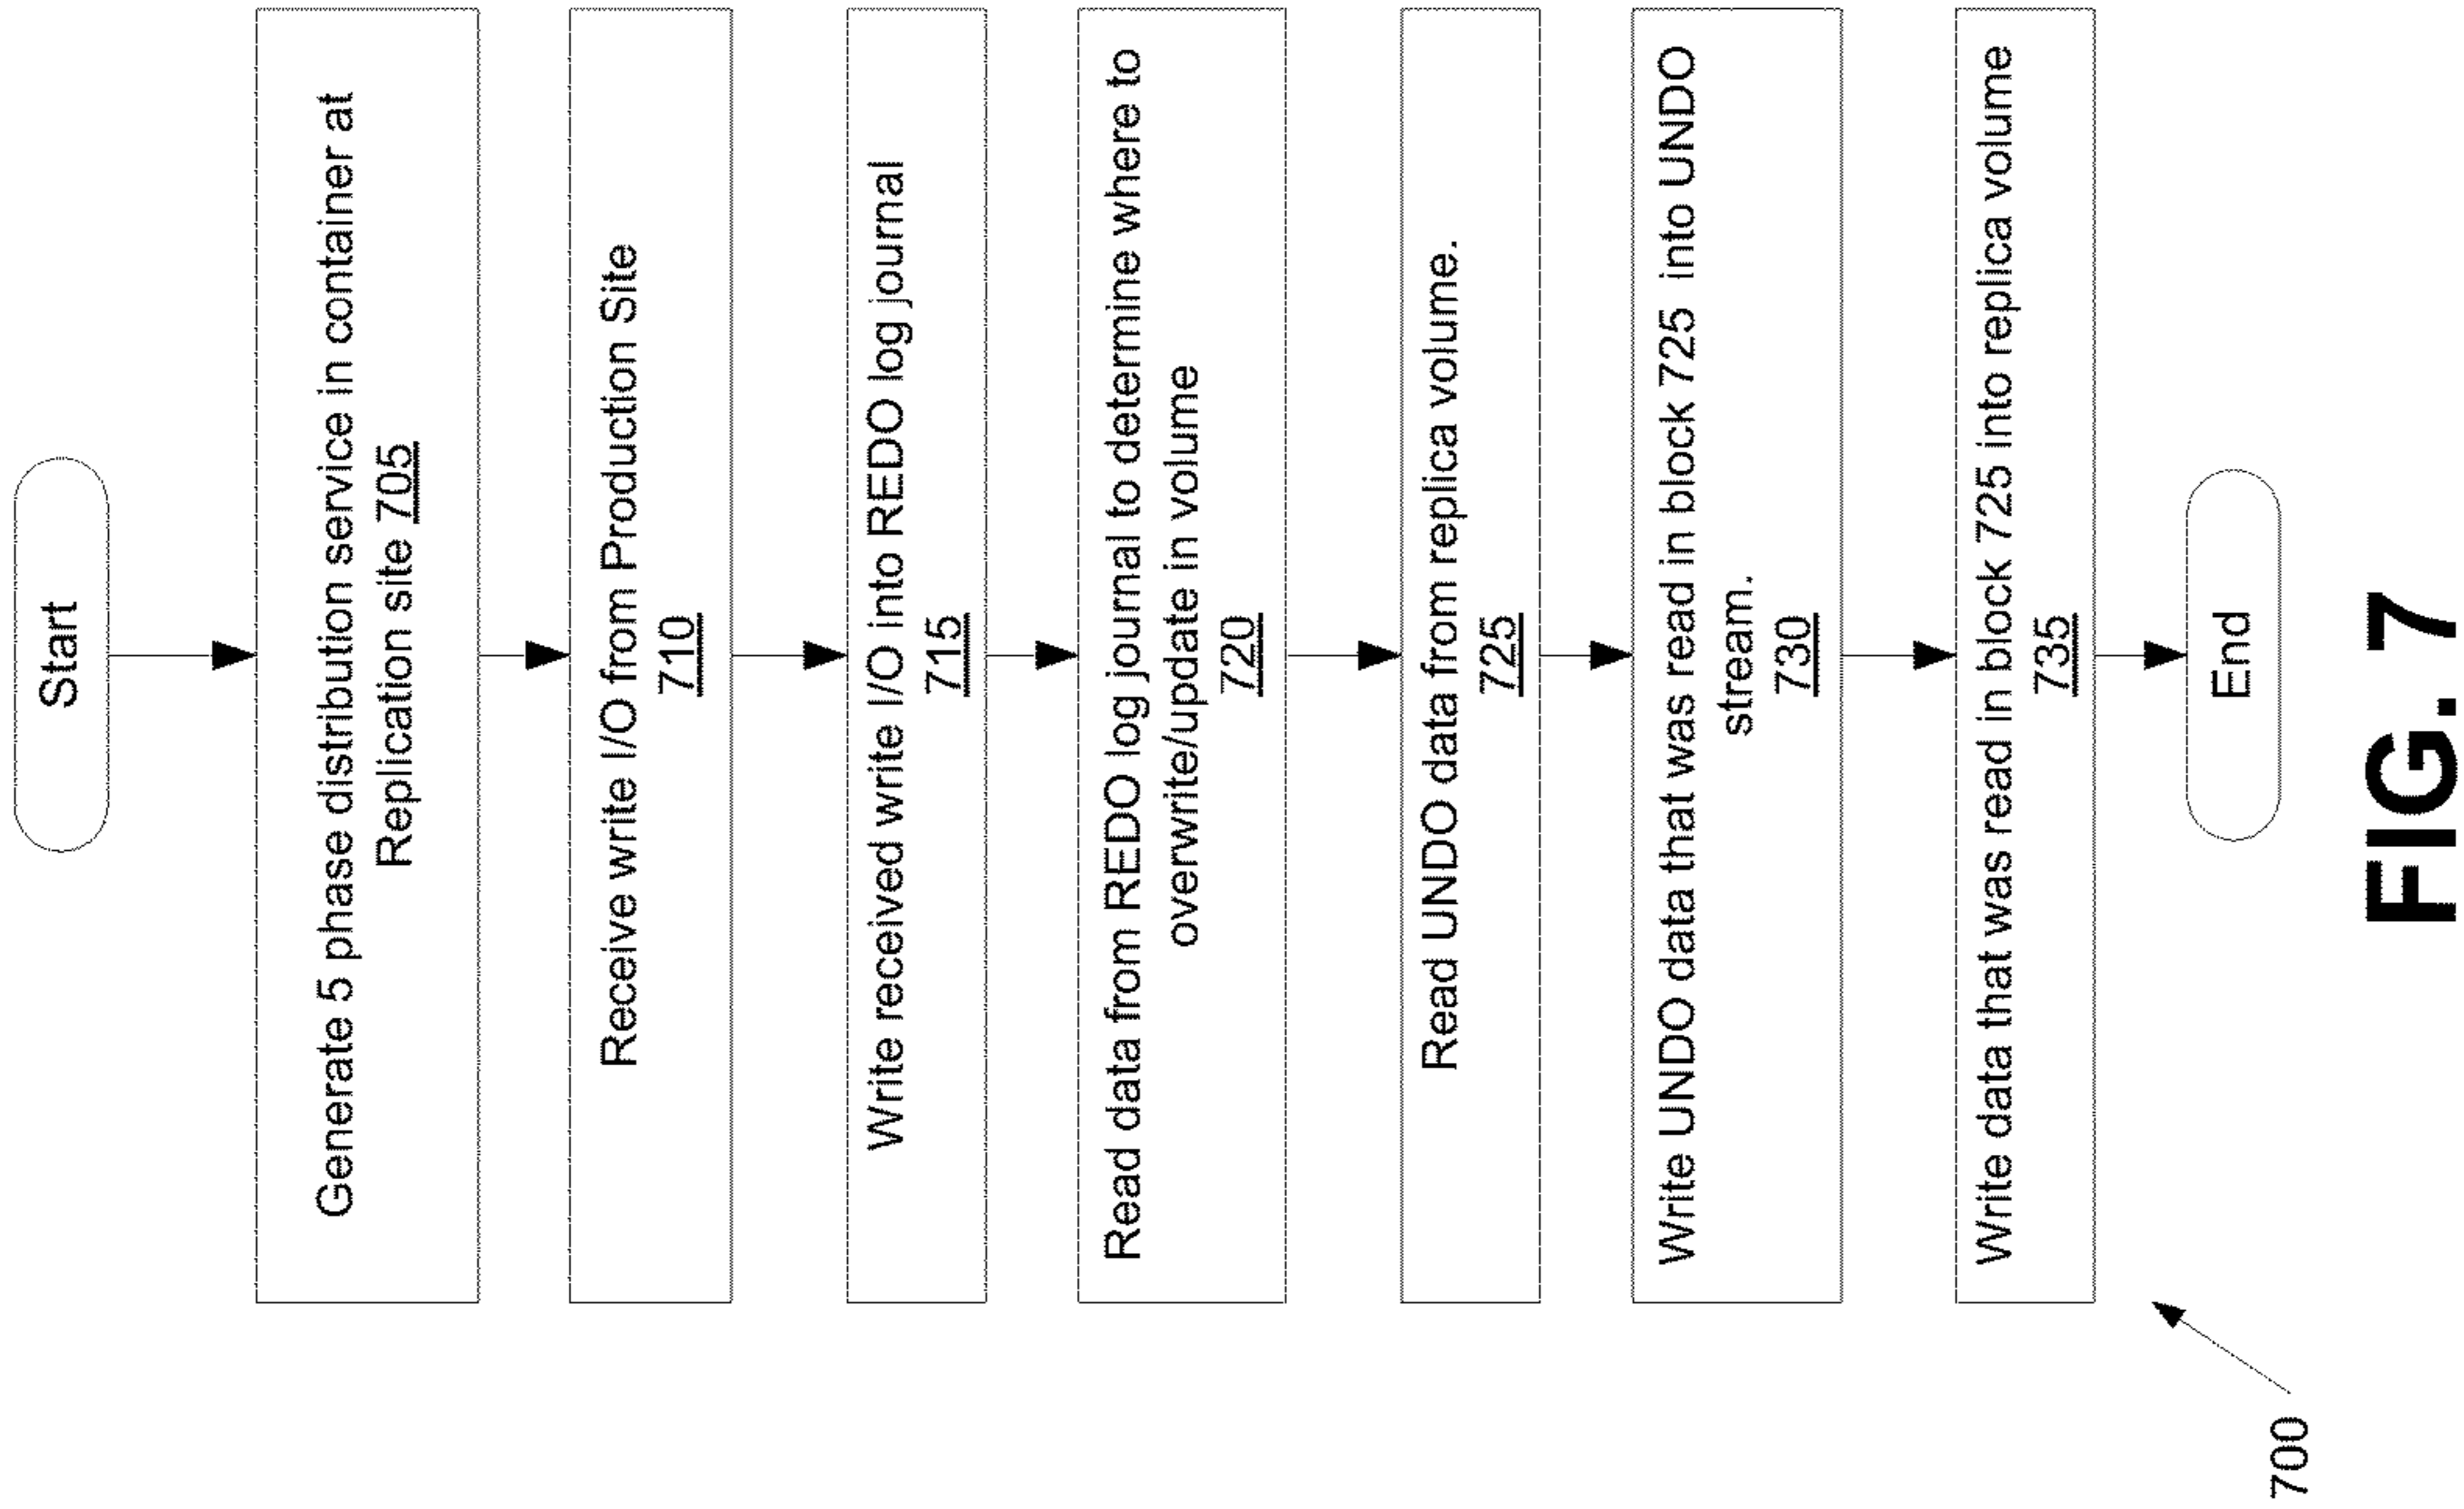 Start
Generate 5 phase distribution service in container at
Replication site 705
Receive write I/O from Production Site
710
Write received write I/O into REDO log journal
715
Read data from REDO log journal to determine where to
overwrite/update in volume
720
Read UNDO data from replica volume.
725
Write UNDO data that was read in block 725 into UNDO
stream.
730
Write data that was read in block 725 into replica volume
735
End
700
FIG. 7